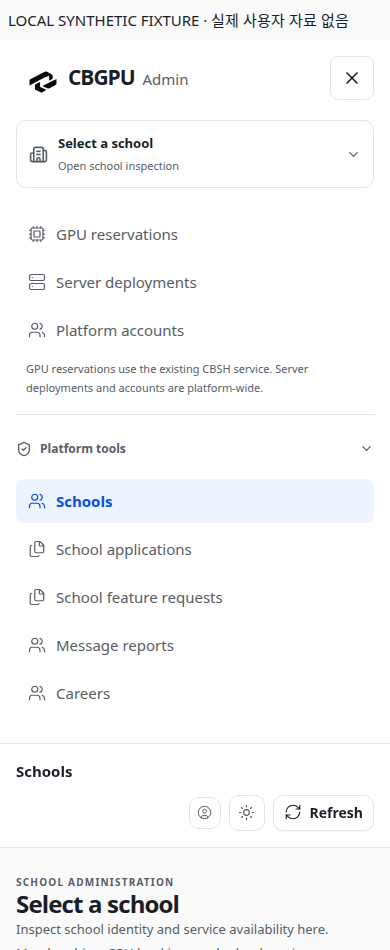 LOCAL SYNTHETIC FIXTURE · 실제 사용자 자료 없음
CBGPU Admin
Select a school
Open school inspection
GPU reservations
Server deployments
Platform accounts
GPU reservations use the existing CBSH service. Server
deployments and accounts are platform-wide.
Platform tools
Schools
School applications
School feature requests
Message reports
Careers
Schools
Refresh
SCHOOL ADMINISTRATION
Select a school
Inspect school identity and service availability here.